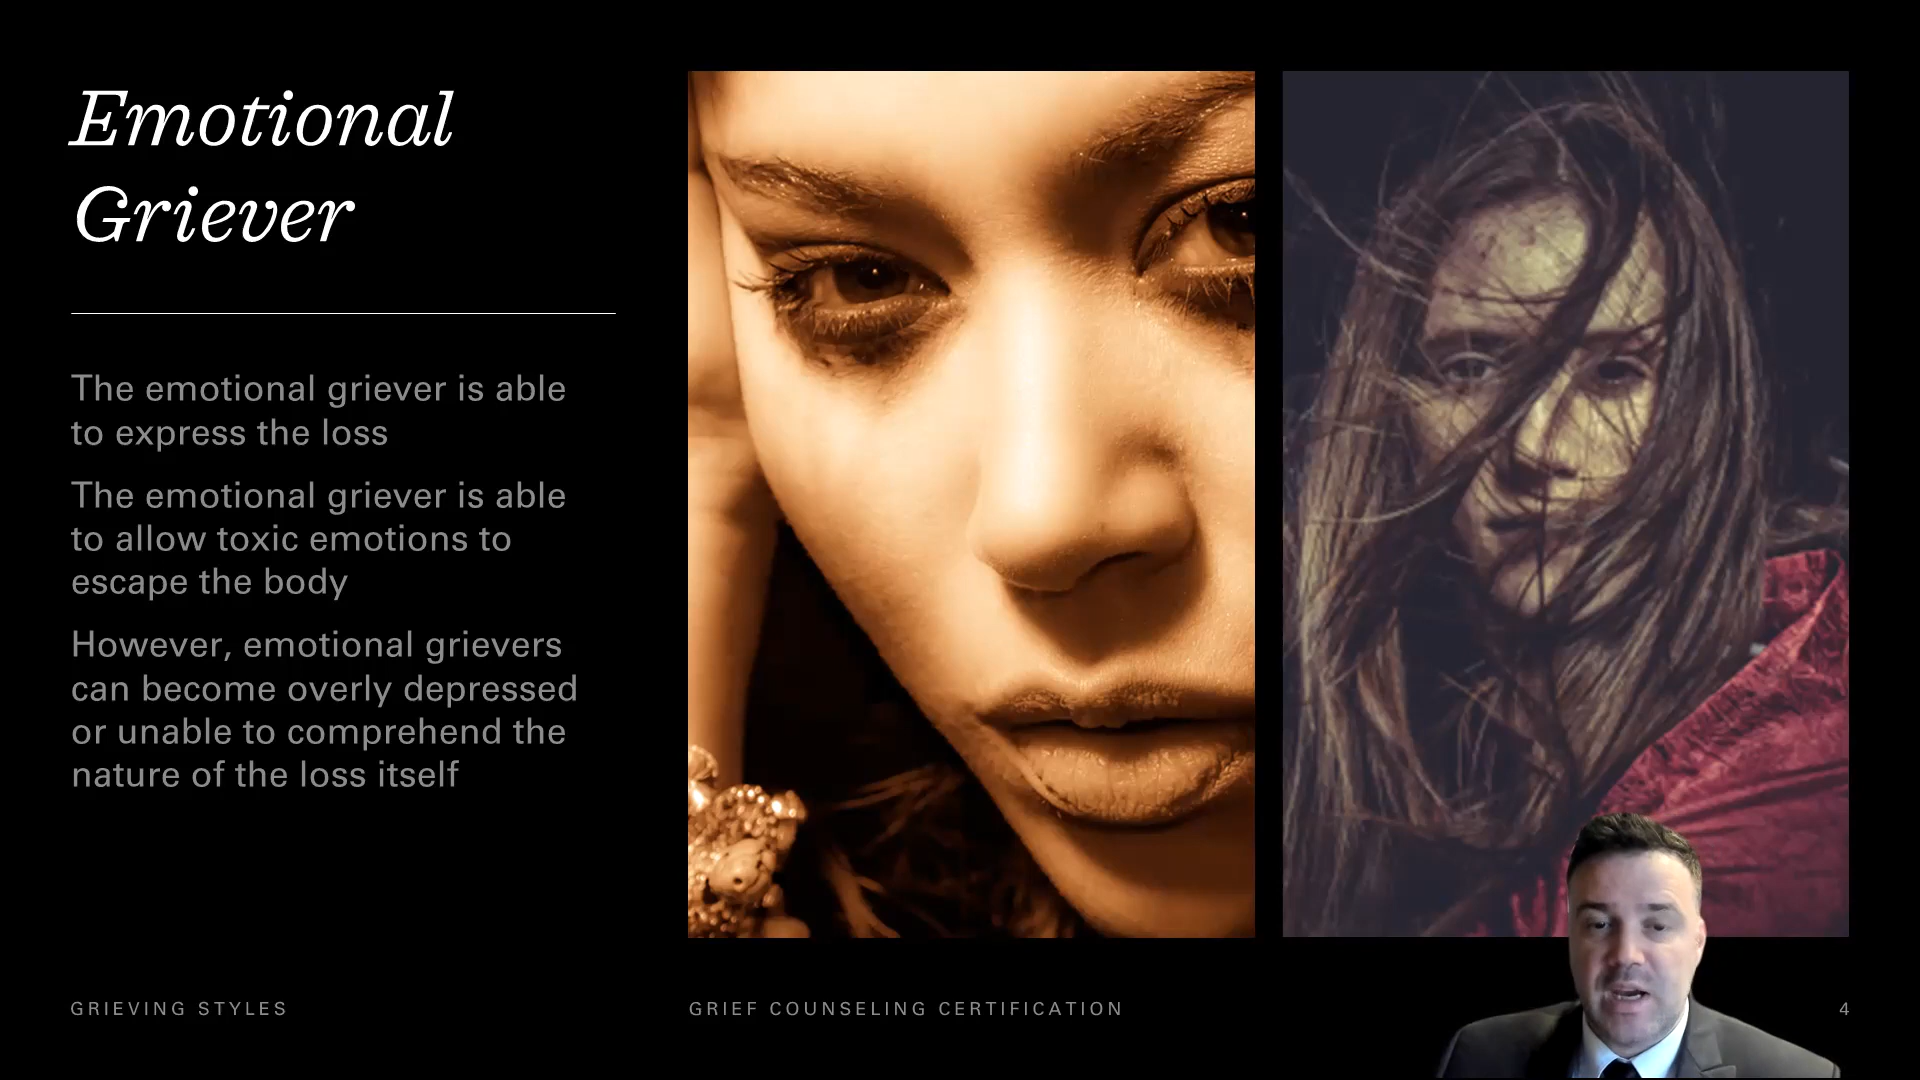 Emotional
Griever
The emotional griever is able
to express the loss
The emotional griever is able
to allow toxic emotions to
escape the body
However, emotional grievers
can become overly depressed
or unable to comprehend the
nature of the loss itself
GRIEVING STYLES
GRIEF COUNSELING CERTIFICATION
4